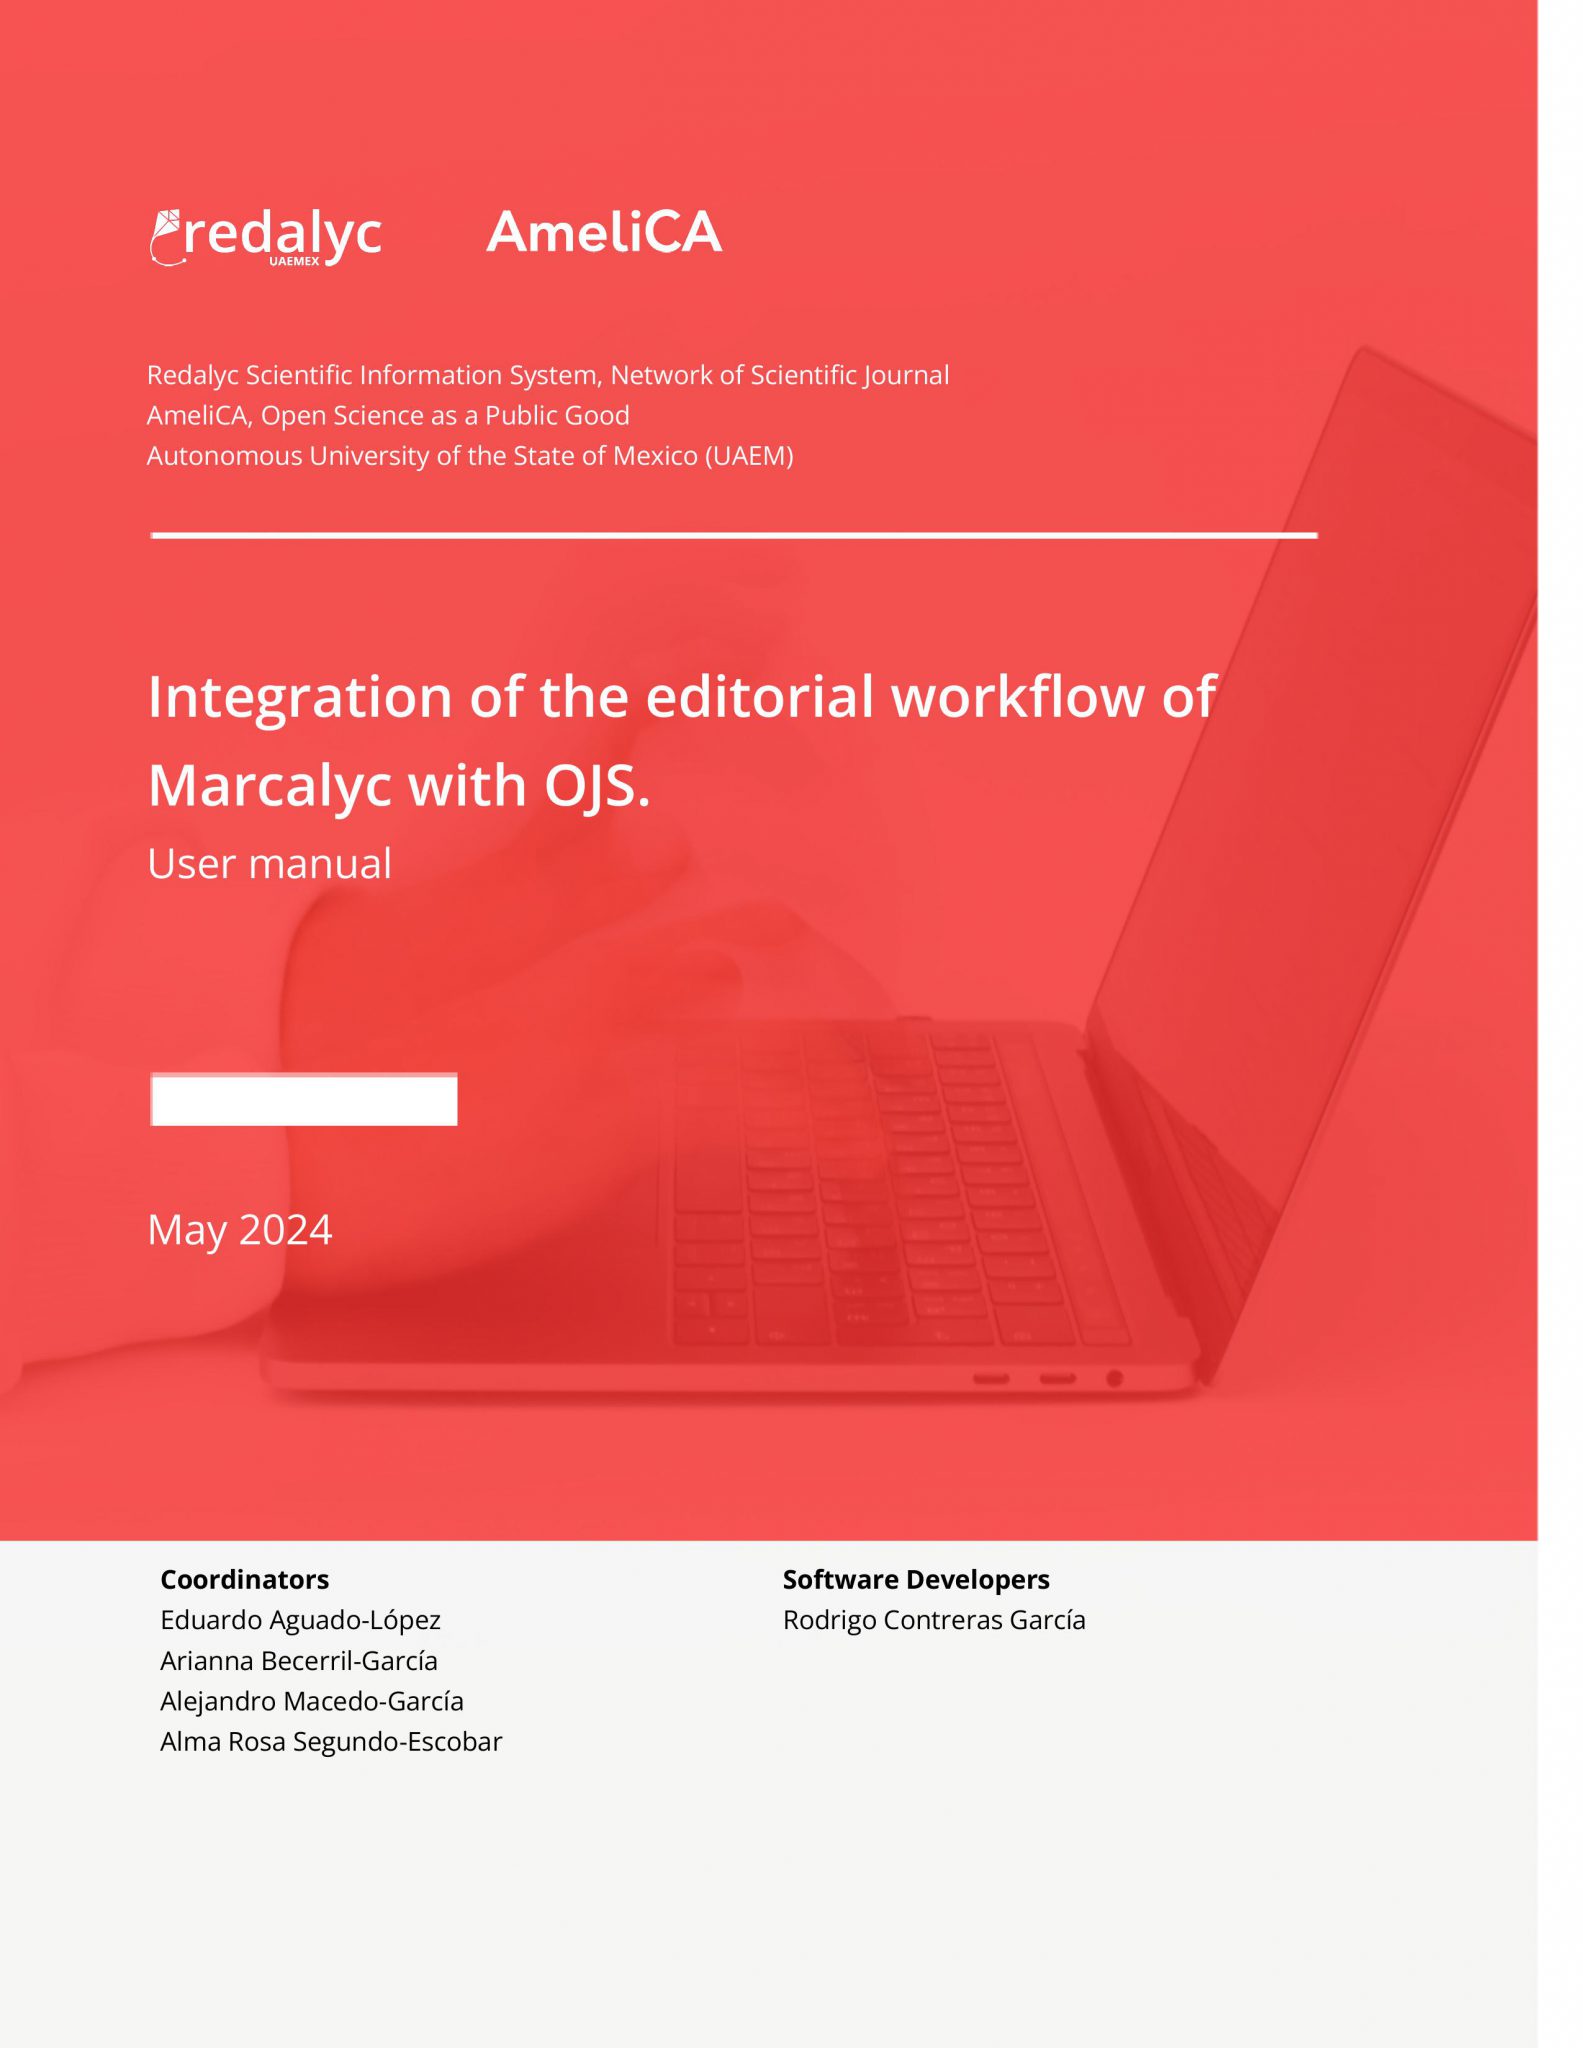 redalyc
UAEMEX
AmeliCA
Redalyc Scientific Information System, Network of Scientific Journal
AmeliCA, Open Science as a Public Good
Autonomous University of the State of Mexico (UAEM)
Integration of the editorial workflow of
Marcalyc with OJS.
User manual
May 2024
Coordinators
Eduardo Aguado-López
Arianna Becerril-García
Alejandro Macedo-García
Alma Rosa Segundo-Escobar
Software Developers
Rodrigo Contreras García